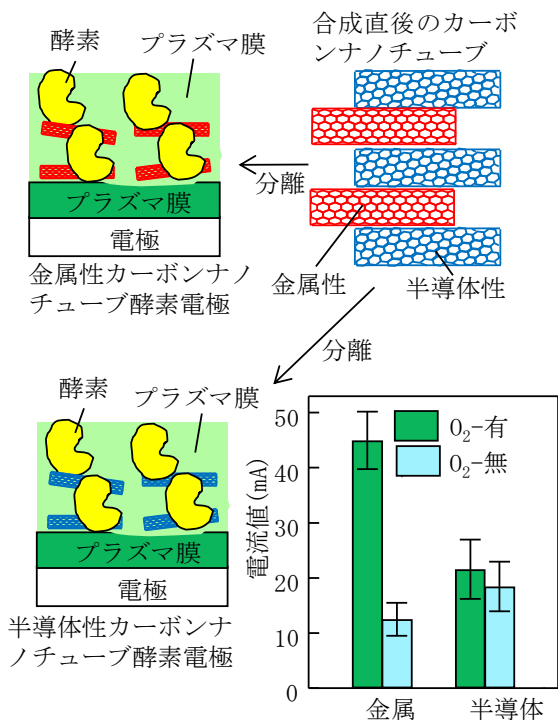 酵素
プラズマ膜
合成直後のカーボ
ンナノチューブ
分離
プラズマ膜
電極
金属性カーボンナノ
チューブ酵素電極
金属性
半導体性
分離
酵素
プラズマ膜
プラズマ膜
電極
半導体性カーボンナ
ノチューブ酵素電極
電流値(mA)
50
40
30
20
10
0
O₂-有
O₂-無
金属
半導体